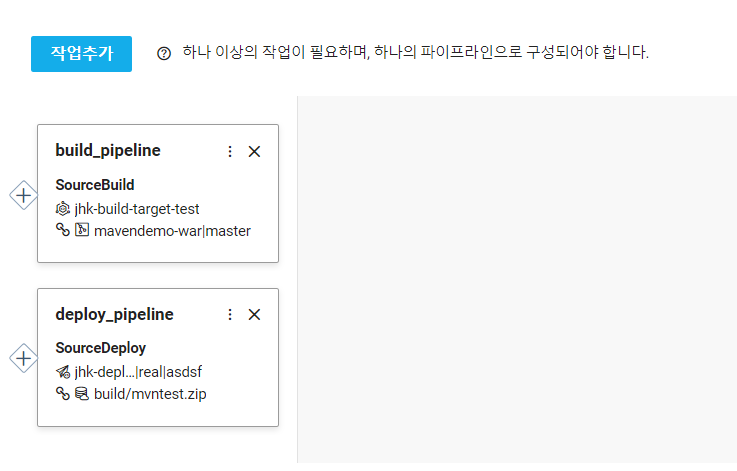 작업추가
하나 이상의 작업이 필요하며, 하나의 파이프라인으로 구성되어야 합니다.
build_pipeline
SourceBuild
jhk-build-target-test
mavendemo-war|master
deploy_pipeline
SourceDeploy
jhk-depl...|real|asdsf
build/mvntest.zip